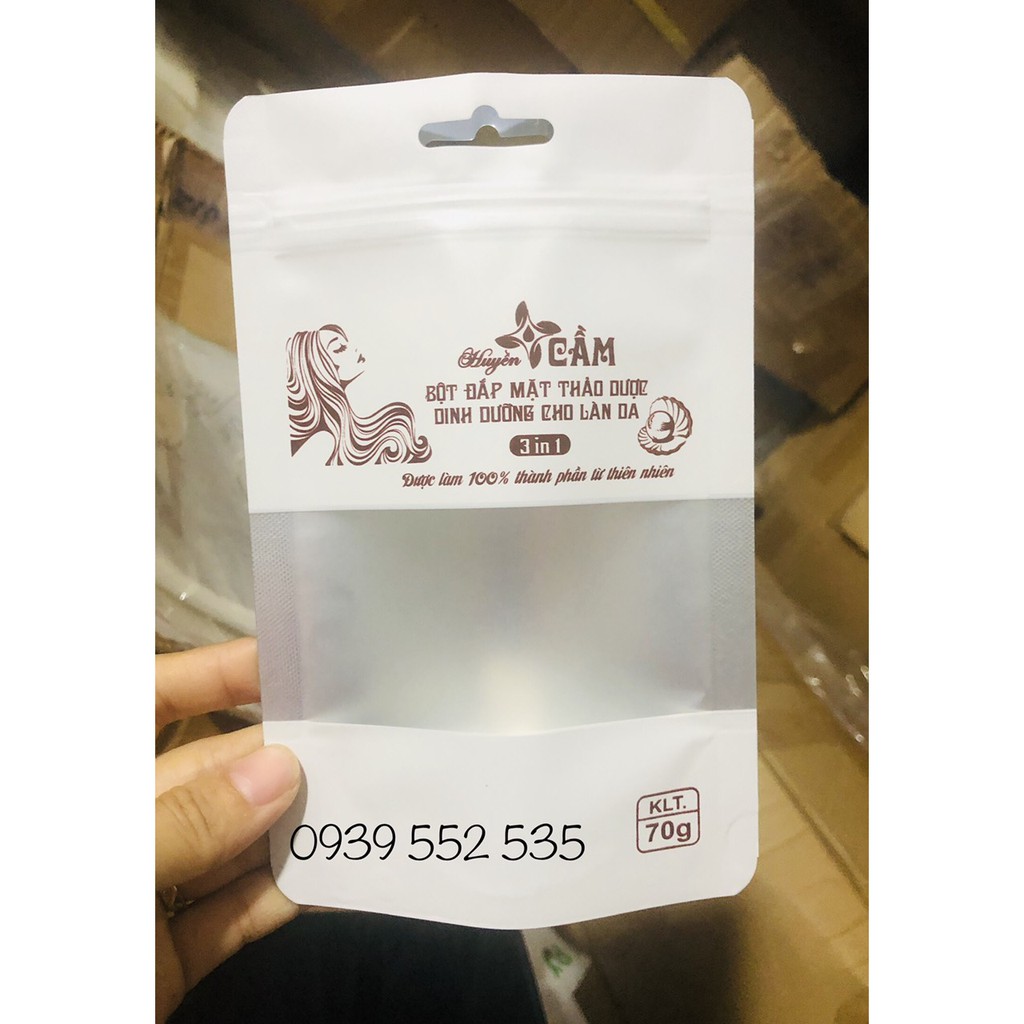 Huyền CẦM
BỘT ĐẮP MẶT THẢO DƯỢC
DINH DƯỠNG CHO LÀN DA
3 in 1
Được làm 100% thành phần từ thiên nhiên
KLT.
70g
0939 552 535